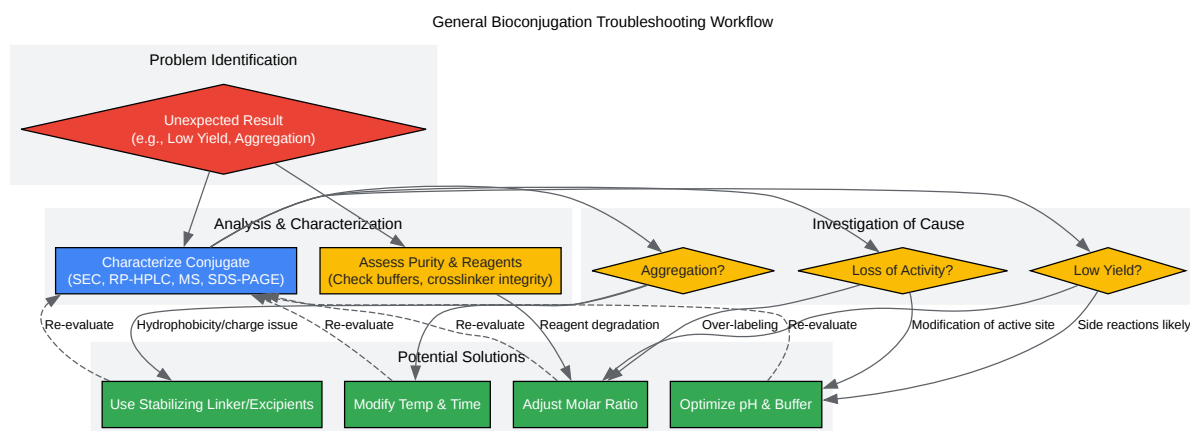 General Bioconjugation Troubleshooting Workflow
Problem Identification
Unexpected Result
(e.g., Low Yield, Aggregation)
Analysis & Characterization
Investigation of Cause
Characterize Conjugate
(SEC, RP-HPLC, MS, SDS-PAGE)
Assess Purity & Reagents
(Check buffers, crosslinker integrity)
Aggregation?
Loss of Activity?
Low Yield?
Re-evaluate
Hydrophobicity/charge issue
Re-evaluate
Re-evaluate
Reagent degradation
Over-labeling
Re-evaluate
Modification of active site
Side reactions likely
Potential Solutions
Use Stabilizing Linker/Excipients
Modify Temp & Time
Adjust Molar Ratio
Optimize pH & Buffer